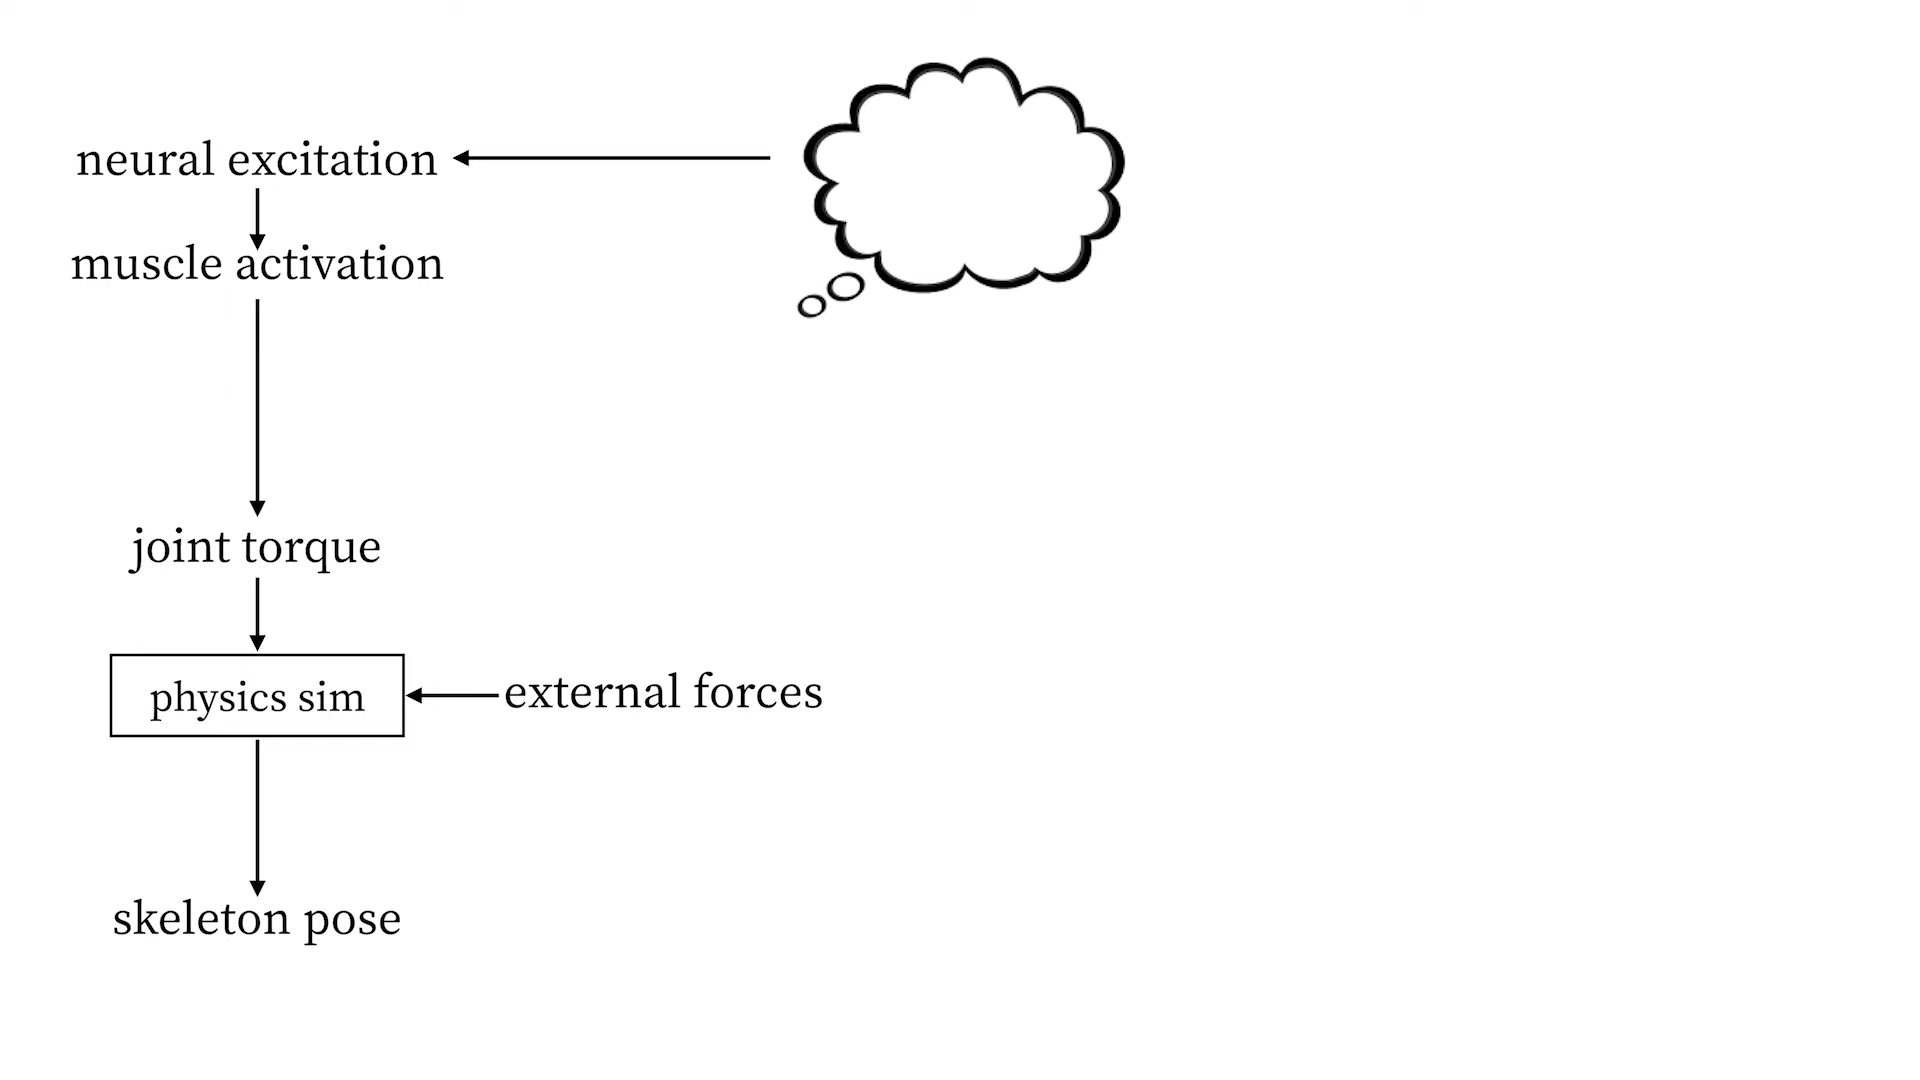 neural excitation
muscle activation
joint torque
physics sim
external forces
skeleton pose